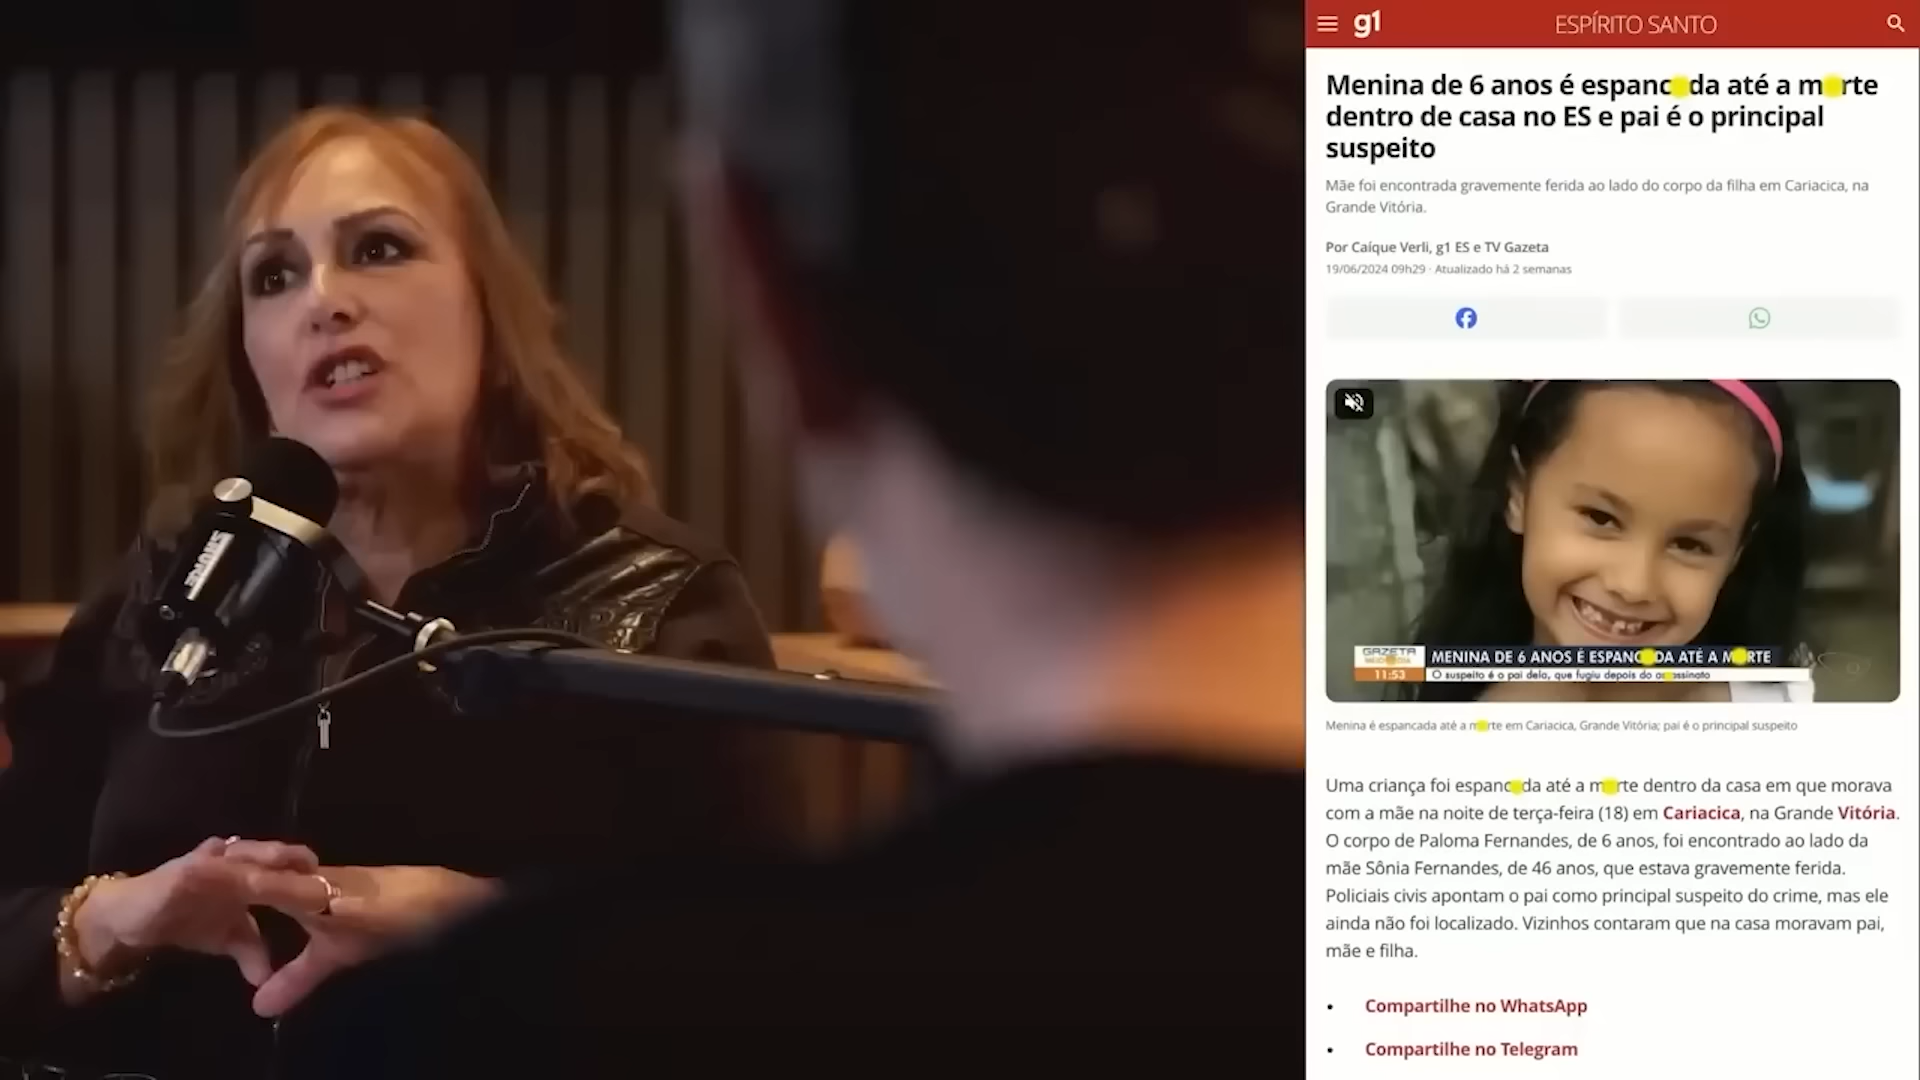 SHURE
g1
ESPÍRITO SANTO
Menina de 6 anos é espanc da até a m rte
dentro de casa no ES e pai é o principal
suspeito
Mãe foi encontrada gravemente ferida ao lado do corpo da filha em Cariacica, na
Grande Vitória.
Por Caíque Verli, g1 ES e TV Gazeta
19/06/2024 09h29 · Atualizado há 2 semanas
GAZETA
MENINA DE 6 ANOS É ESPANC DA ATÉ A M RTE
11:53
O suspeito é o pai dela, que fugiu depois do as assinato
Menina é espancada até a m rte em Cariacica, Grande Vitória; pai é o principal suspeito
Uma criança foi espanc da até a m rte dentro da casa em que morava
com a mãe na noite de terça-feira (18) em Cariacica, na Grande Vitória.
O corpo de Paloma Fernandes, de 6 anos, foi encontrado ao lado da
mãe Sônia Fernandes, de 46 anos, que estava gravemente ferida.
Policiais civis apontam o pai como principal suspeito do crime, mas ele
ainda não foi localizado. Vizinhos contaram que na casa moravam pai,
mãe e filha.
• Compartilhe no WhatsApp
• Compartilhe no Telegram